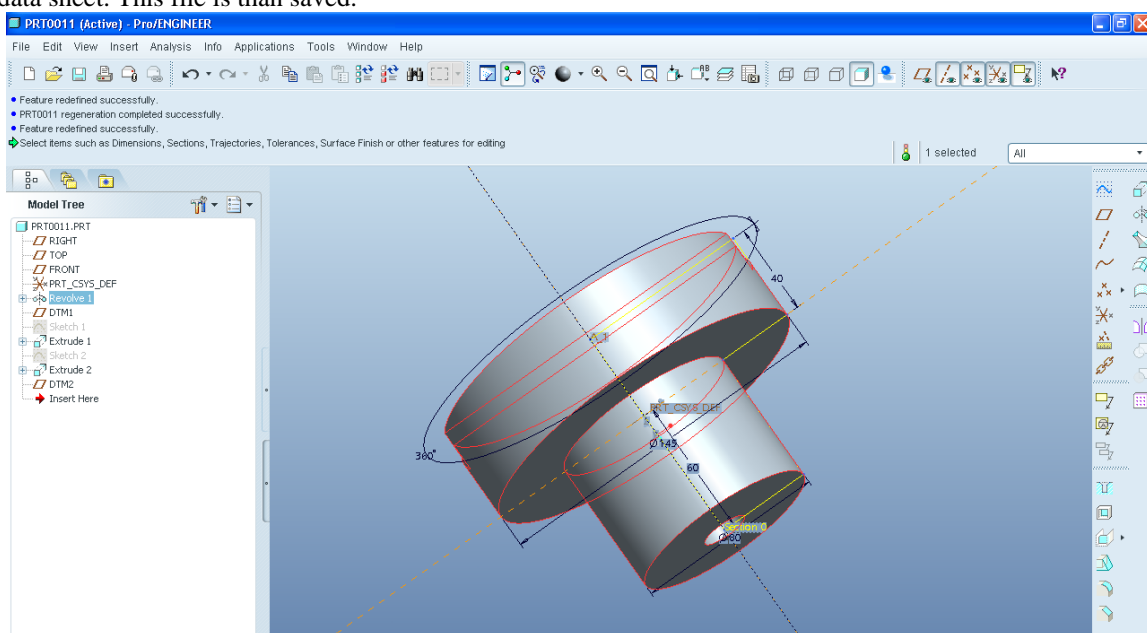 data sheet. This file is than saved.
PRT0011 (Active) - Pro/ENGINEER
File Edit View Insert Analysis Info Applications Tools Window Help
Feature redefined successfully.
PRT0011 regeneration completed successfully.
Feature redefined successfully.
Select items such as Dimensions, Sections, Trajectories, Tolerances, Surface Finish or other features for editing
1 selected
All
Model Tree
PRT0011.PRT
RIGHT
TOP
FRONT
PRT_CSYS_DEF
Revolve 1
DTM1
Sketch 1
Extrude 1
Sketch 2
Extrude 2
DTM2
Insert Here
40
A_1
PRT_CSYS_DEF
Ø145
360°
60
Section 0
Ø80